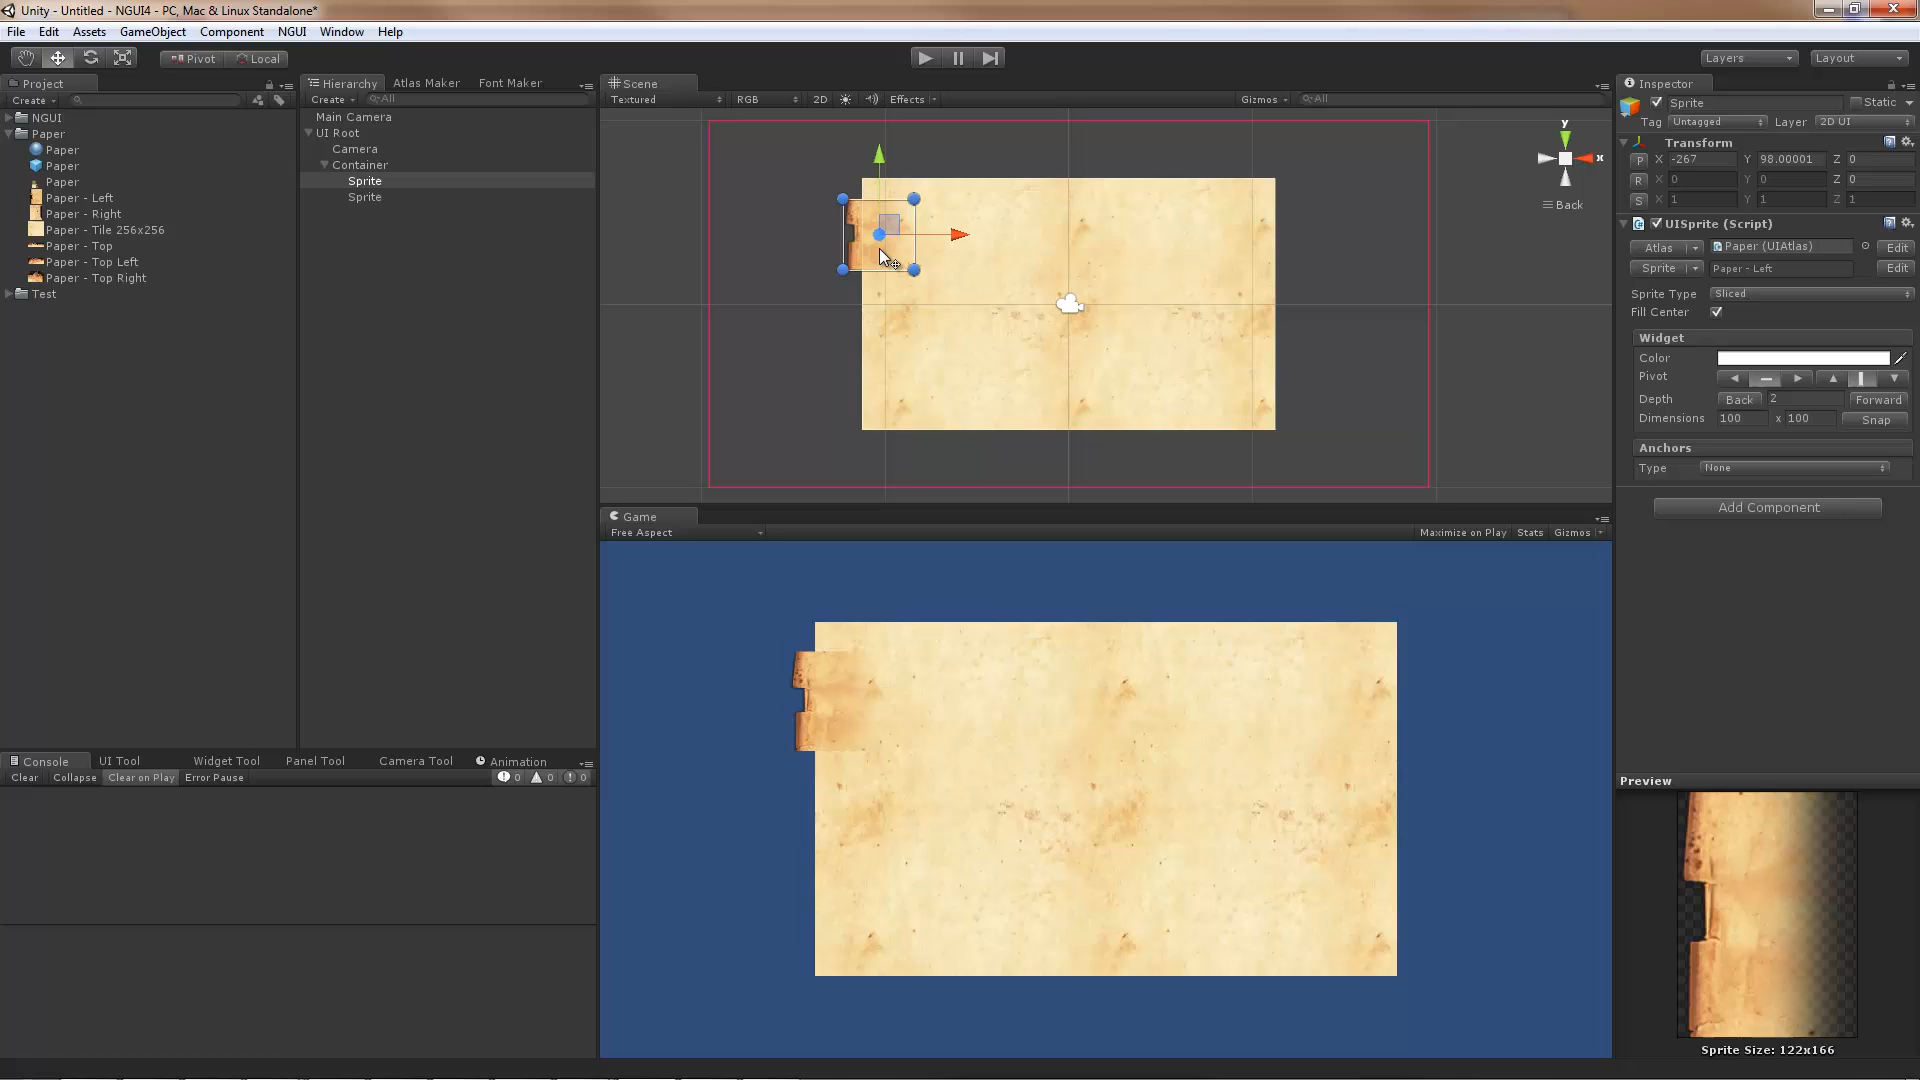 Unity - Untitled - NGUI4 - PC, Mac & Linux Standalone*
File Edit Assets GameObject Component NGUI Window Help
Pivot Local Layers Layout
Project
Create
NGUI
Paper
Paper
Paper
Paper
Paper - Left
Paper - Right
Paper - Tile 256x256
Paper - Top
Paper - Top Left
Paper - Top Right
Test
Hierarchy Atlas Maker Font Maker
Create All
Main Camera
UI Root
Camera
Container
Sprite
Sprite
Scene
Textured RGB 2D Effects Gizmos All
y
x
Back
Game
Free Aspect Maximize on Play Stats Gizmos
Console UI Tool Widget Tool Panel Tool Camera Tool Animation
Clear Collapse Clear on Play Error Pause 0 0 0
Inspector
Sprite Static
Tag Untagged Layer 2D UI
Transform
P X -267 Y 98.00001 Z 0
R X 0 Y 0 Z 0
S X 1 Y 1 Z 1
UISprite (Script)
Atlas Paper (UIAtlas) Edit
Sprite Paper - Left Edit
Sprite Type Sliced
Fill Center
Widget
Color
Pivot
Depth Back 2 Forward
Dimensions 100 x 100 Snap
Anchors
Type None
Add Component
Preview
Sprite Size: 122x166